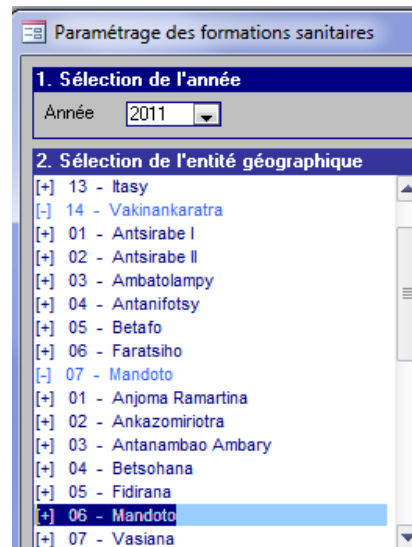 Paramétrage des formations sanitaires
1. Sélection de l'année
Année 2011
2. Sélection de l'entité géographique
[+] 13 - Itasy
[-] 14 - Vakinankaratra
[+] 01 - Antsirabe I
[+] 02 - Antsirabe II
[+] 03 - Ambatolampy
[+] 04 - Antanifotsy
[+] 05 - Betafo
[+] 06 - Faratsiho
[-] 07 - Mandoto
[+] 01 - Anjoma Ramartina
[+] 02 - Ankazomiriotra
[+] 03 - Antanambao Ambary
[+] 04 - Betsohana
[+] 05 - Fidirana
[+] 06 - Mandoto
[+] 07 - Vasiana